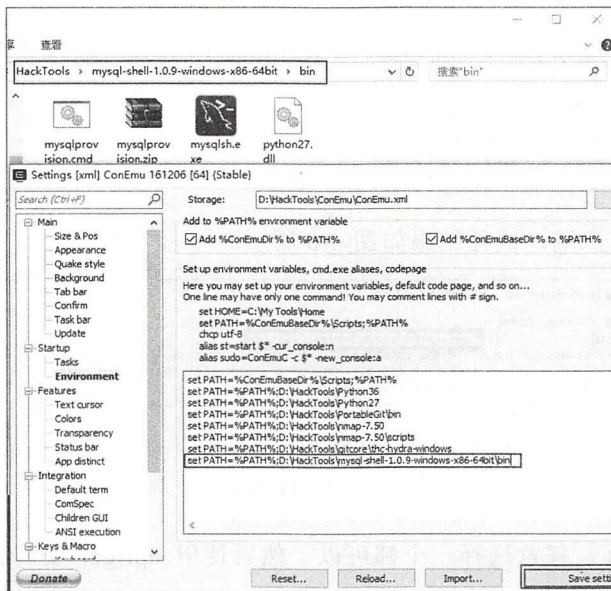 查看
HackTools > mysql-shell-1.0.9-windows-x86-64bit > bin
搜索"bin"
mysqlprov
ision.cmd
mysqlprov
ision.zip
mysqlsh.e
xe
python27.
dll
Settings [xml] ConEmu 161206 [64] {Stable}
Search (Ctrl+F)
Storage:
D:\HackTools\ConEmu\ConEmu.xml
Main
Size & Pos
Appearance
Quake style
Background
Tab bar
Confirm
Task bar
Update
Startup
Tasks
Environment
Features
Text cursor
Colors
Transparency
Status bar
App distinct
Integration
Default term
ComSpec
Children GUI
ANSI execution
Keys & Macro
Add to %PATH% environment variable
Add %ConEmuDir% to %PATH%
Add %ConEmuBaseDir% to %PATH%
Set up environment variables, cmd.exe aliases, codepage
Here you may set up your environment variables, default code page, and so on...
One line may have only one command! You may comment lines with # sign.
set HOME=C:\My Tools\Home
set PATH=%ConEmuBaseDir%\Scripts;%PATH%
chcp utf-8
alias st=start $* -cur_console:n
alias sudo=ConEmuC -c $* -new_console:a
set PATH=%ConEmuBaseDir%\Scripts;%PATH%
set PATH=%PATH%;D:\HackTools\Python36
set PATH=%PATH%;D:\HackTools\Python27
set PATH=%PATH%;D:\HackTools\PortableGit\bin
set PATH=%PATH%;D:\HackTools\nmap-7.50
set PATH=%PATH%;D:\HackTools\nmap-7.50\scripts
set PATH=%PATH%;D:\HackTools\gitcore\thc-hydra-windows
set PATH=%PATH%;D:\HackTools\mysql-shell-1.0.9-windows-x86-64bit\bin
Donate
Reset...
Reload...
Import...
Save setti